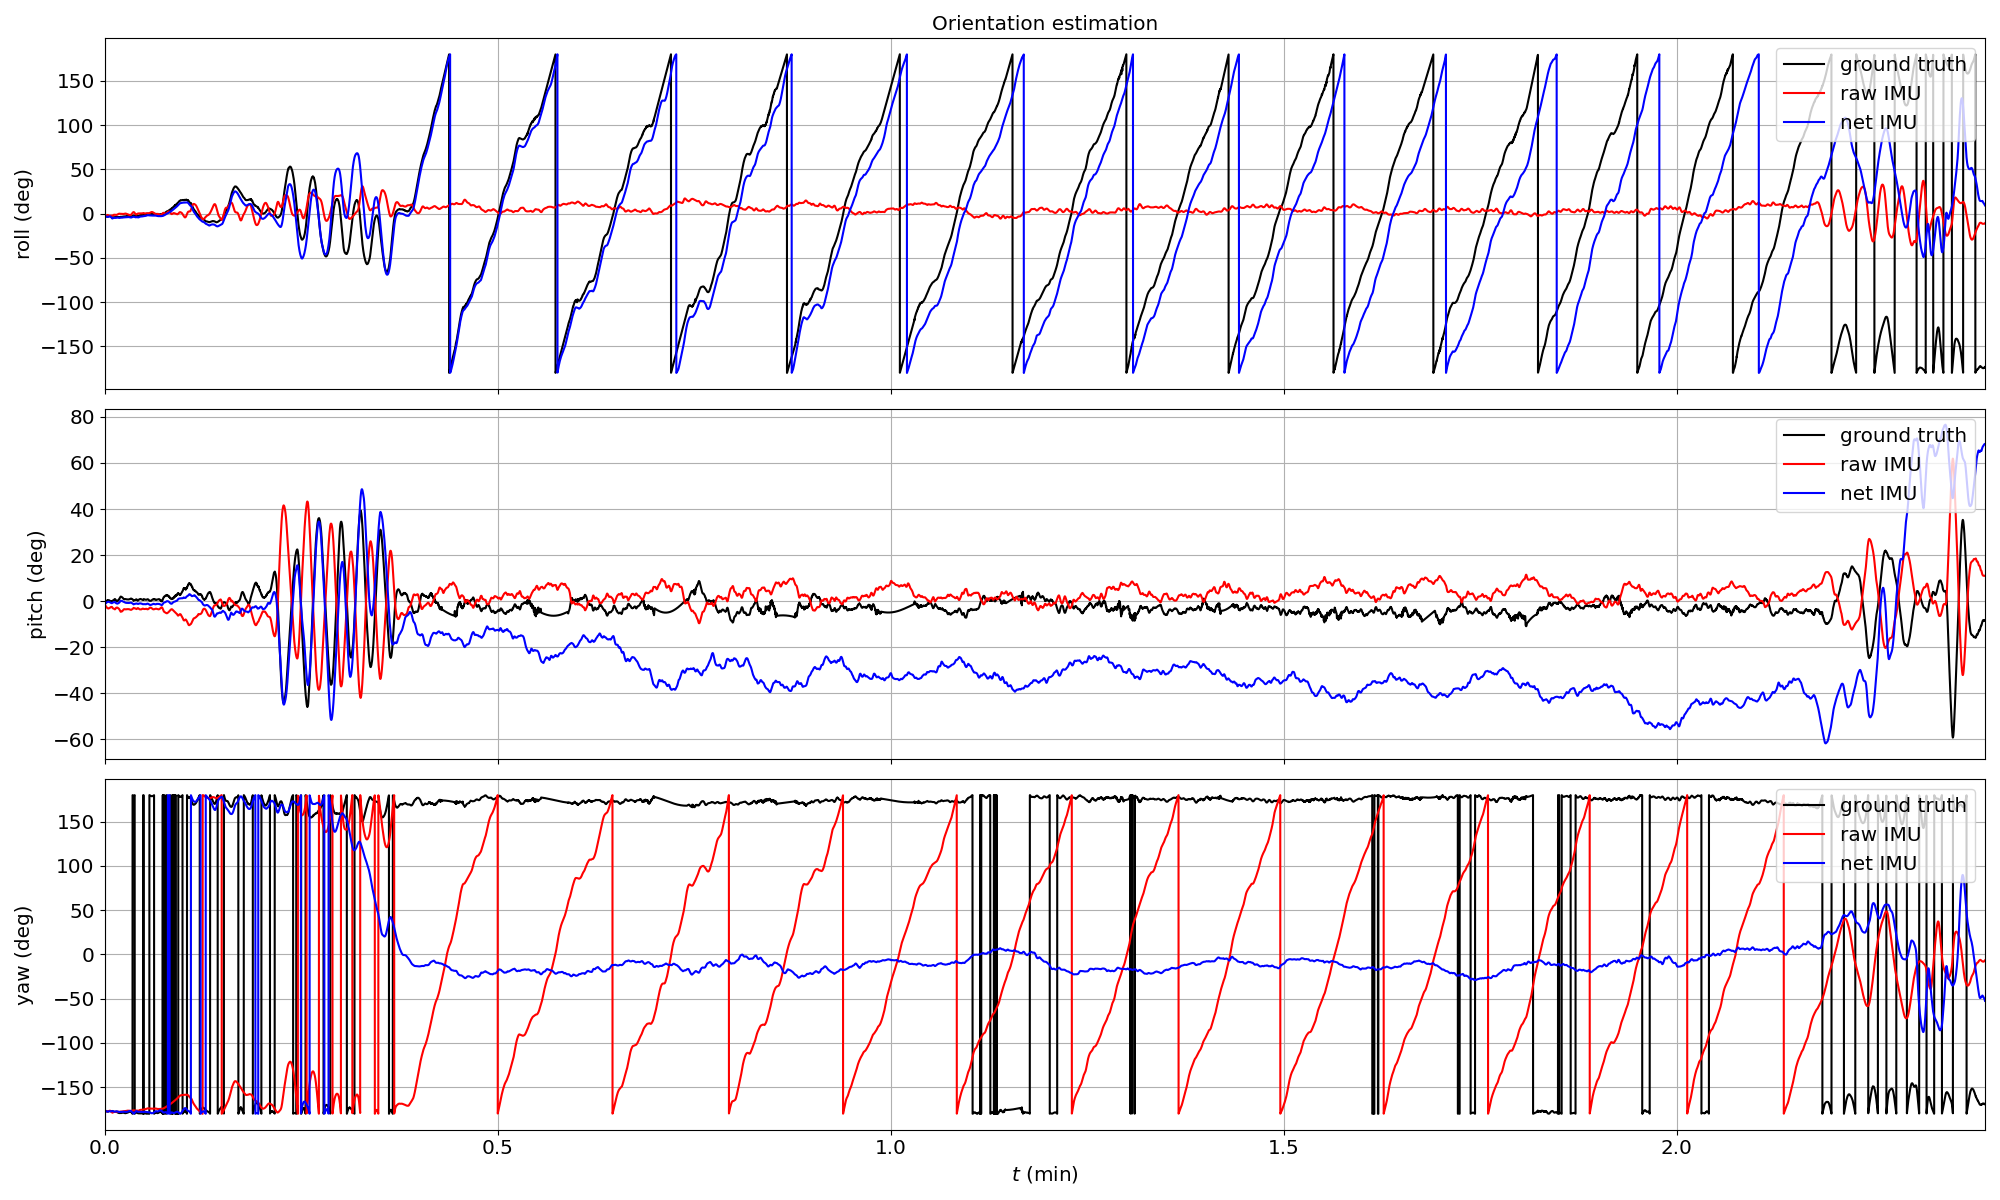 Orientation estimation
roll (deg)
150
100
50
0
−50
−100
−150
ground truth
raw IMU
net IMU
pitch (deg)
80
60
40
20
0
−20
−40
−60
ground truth
raw IMU
net IMU
yaw (deg)
150
100
50
0
−50
−100
−150
ground truth
raw IMU
net IMU
0.0 0.5 1.0 1.5 2.0
t (min)